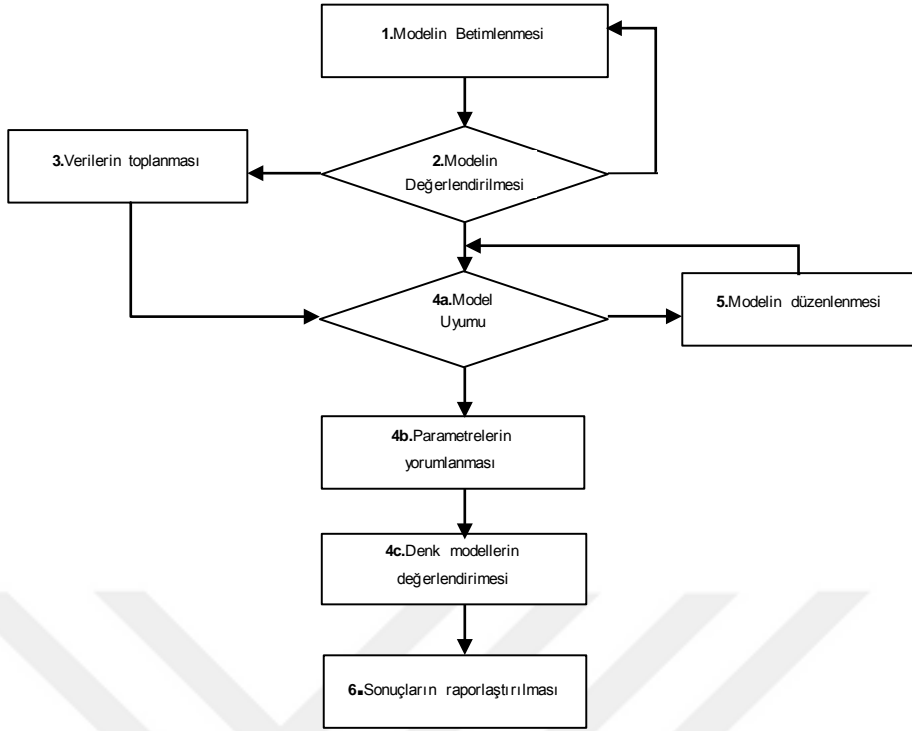 1.Modelin Betimlenmesi
2.Modelin
Değerlendirilmesi
3.Verilerin toplanması
4a.Model
Uyumu
5.Modelin düzenlenmesi
4b.Parametrelerin
yorumlanması
4c.Denk modellerin
değerlendirimesi
6.Sonuçların raporlaştırılması